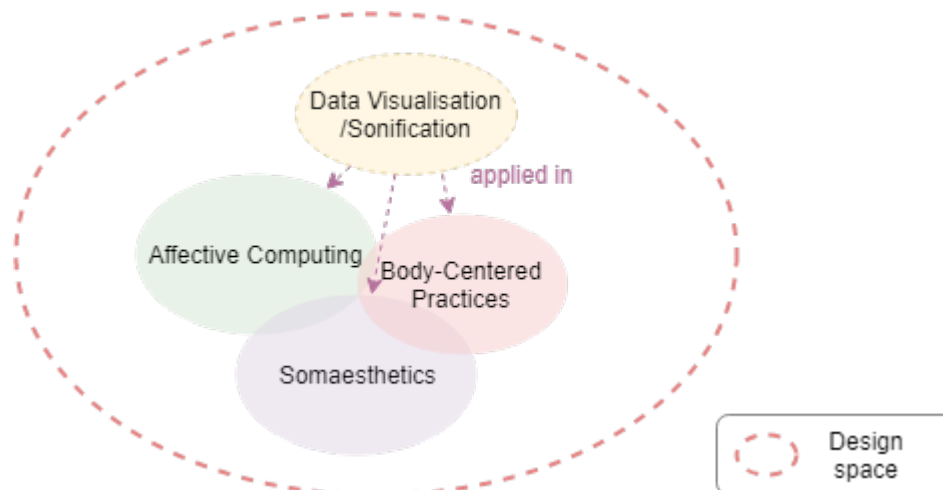 Data Visualisation
/Sonification
applied in
Affective Computing
Body-Centered
Practices
Somaesthetics
Design
space